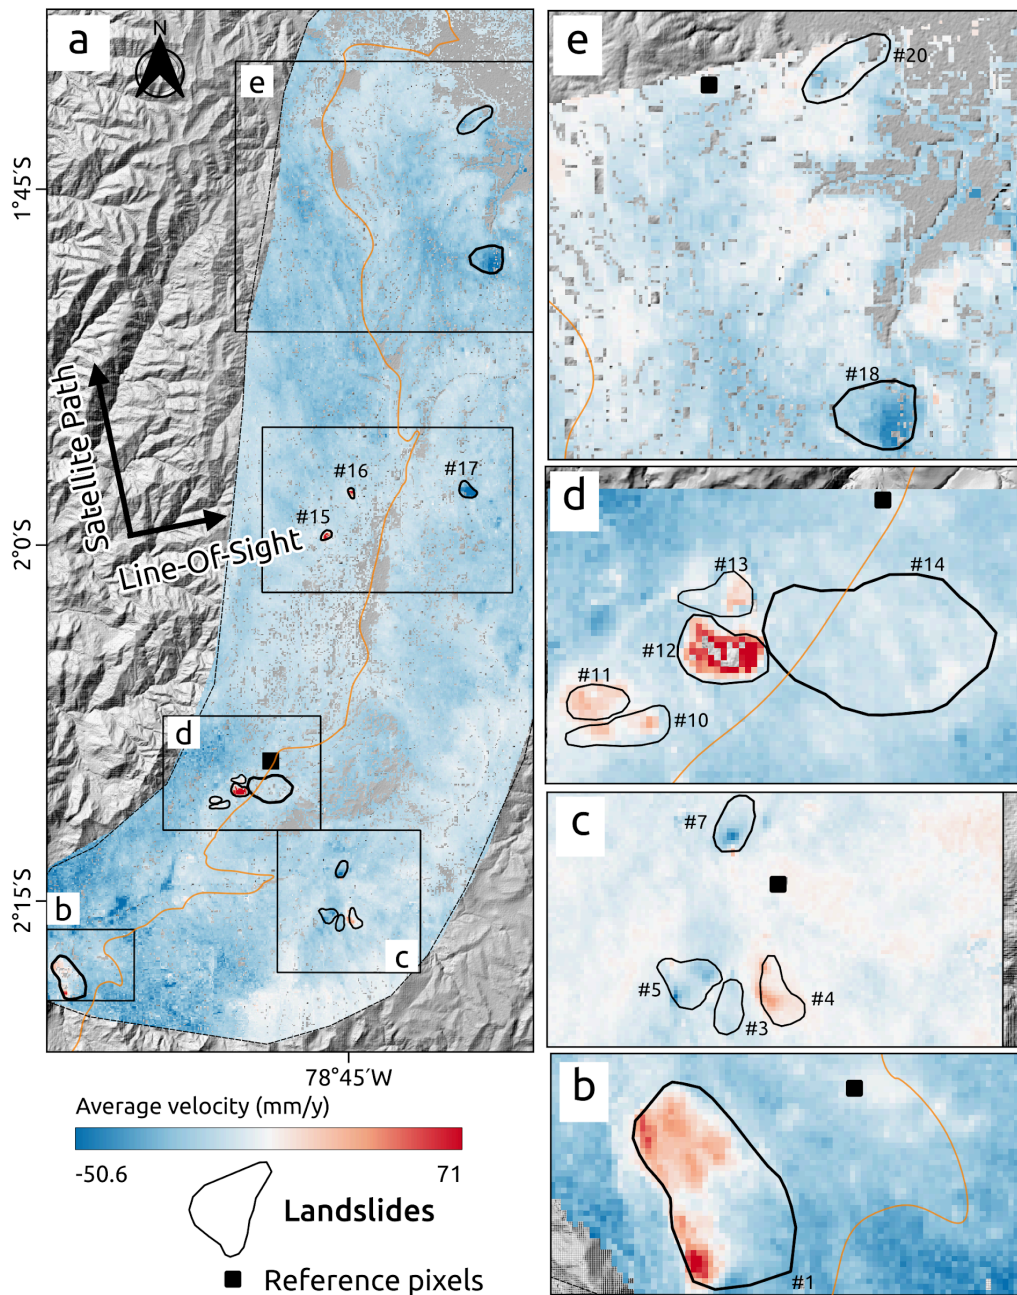 a
N
e
1°45´S
#16
#17
#15
2°0´S
Satellite Path
Line-Of-Sight
d
2°15´S
b
c
78°45´W
Average velocity (mm/y)
-50.6
71
Landslides
Reference pixels
e
#20
#18
d
#13
#14
#12
#11
#10
c
#7
#5
#4
#3
b
#1